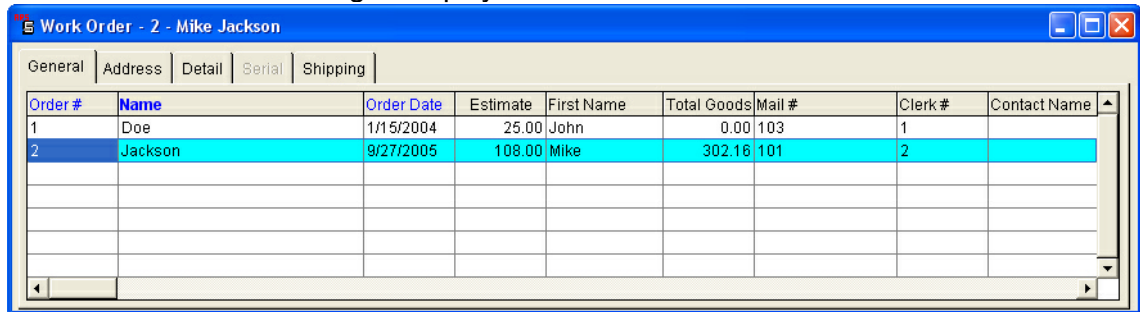 Work Order - 2 - Mike Jackson
General Address Detail Serial Shipping
Order # Name Order Date Estimate First Name Total Goods Mail # Clerk # Contact Name
1 Doe 1/15/2004 25.00 John 0.00 103 1
2 Jackson 9/27/2005 108.00 Mike 302.16 101 2